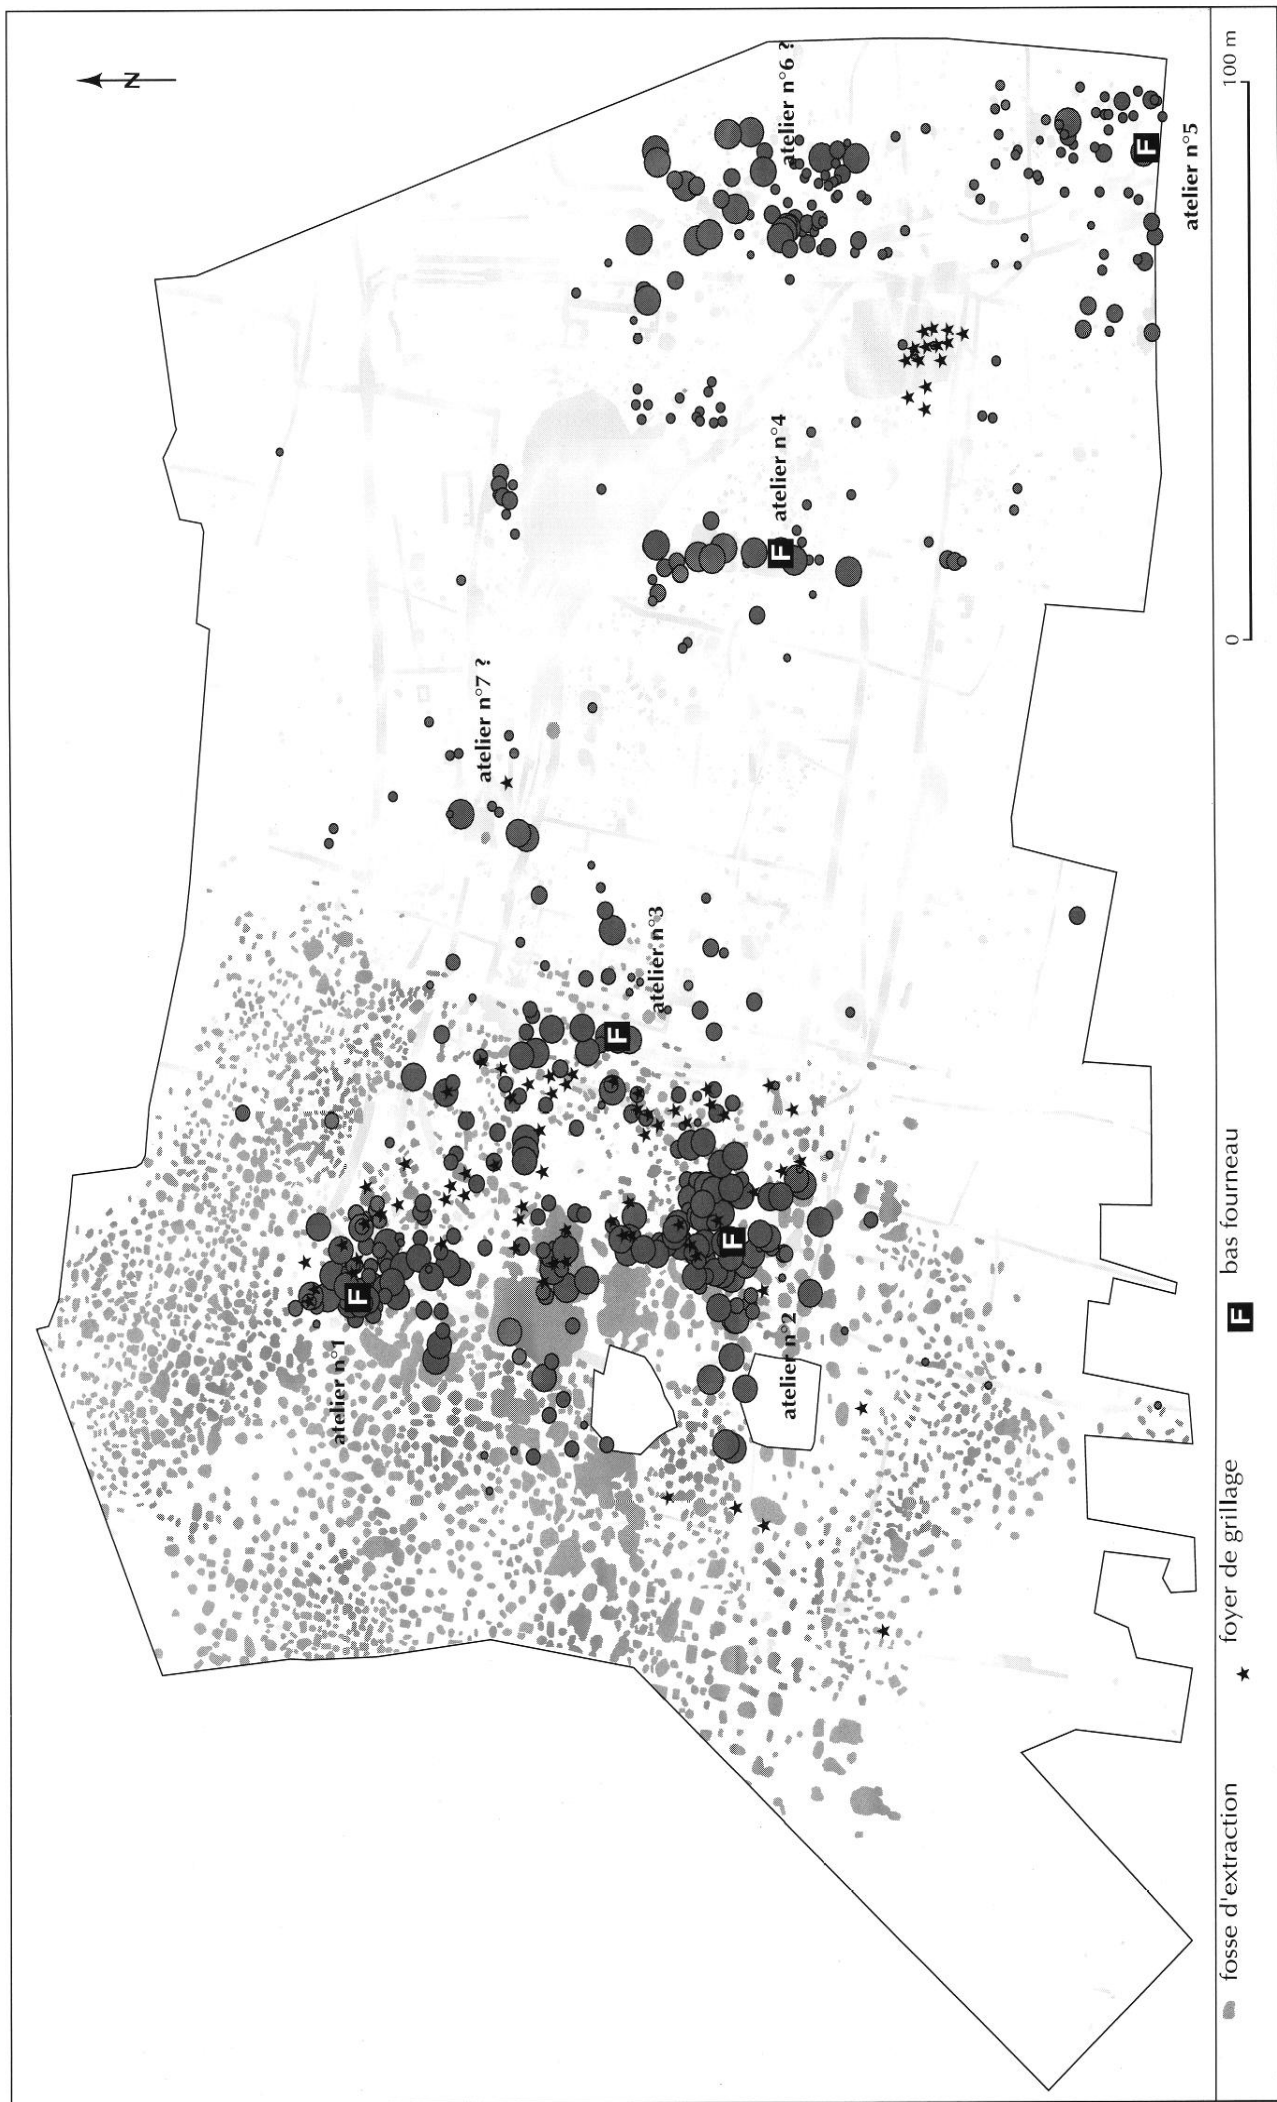 N
atelier n°6 ?
atelier n°5
atelier n°4
atelier n°7 ?
atelier n°3
atelier n°1
atelier n°2
F
F
F
F
F
fosse d'extraction
foyer de grillage
F bas fourneau
0 100 m